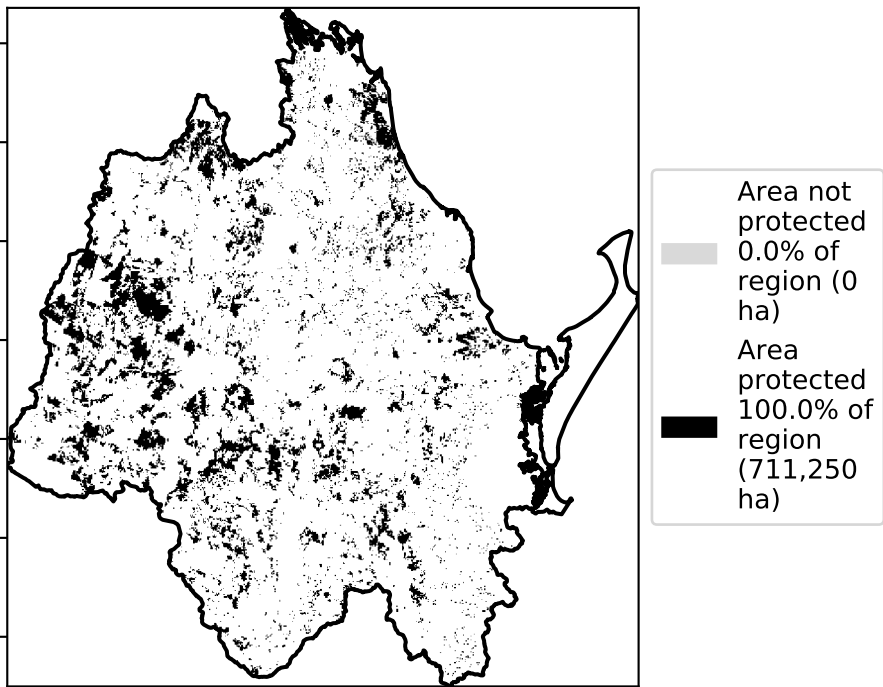 Area not
protected
0.0% of
region (0
ha)
Area
protected
100.0% of
region
(711,250
ha)